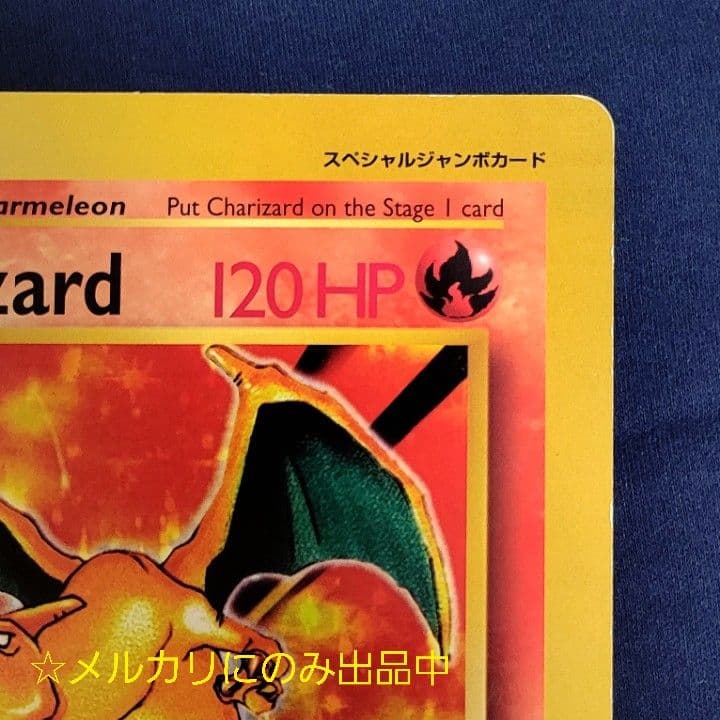 スペシャルジャンボカード
armeleon Put Charizard on the Stage I card
zard 120 HP
☆メルカリにのみ出品中